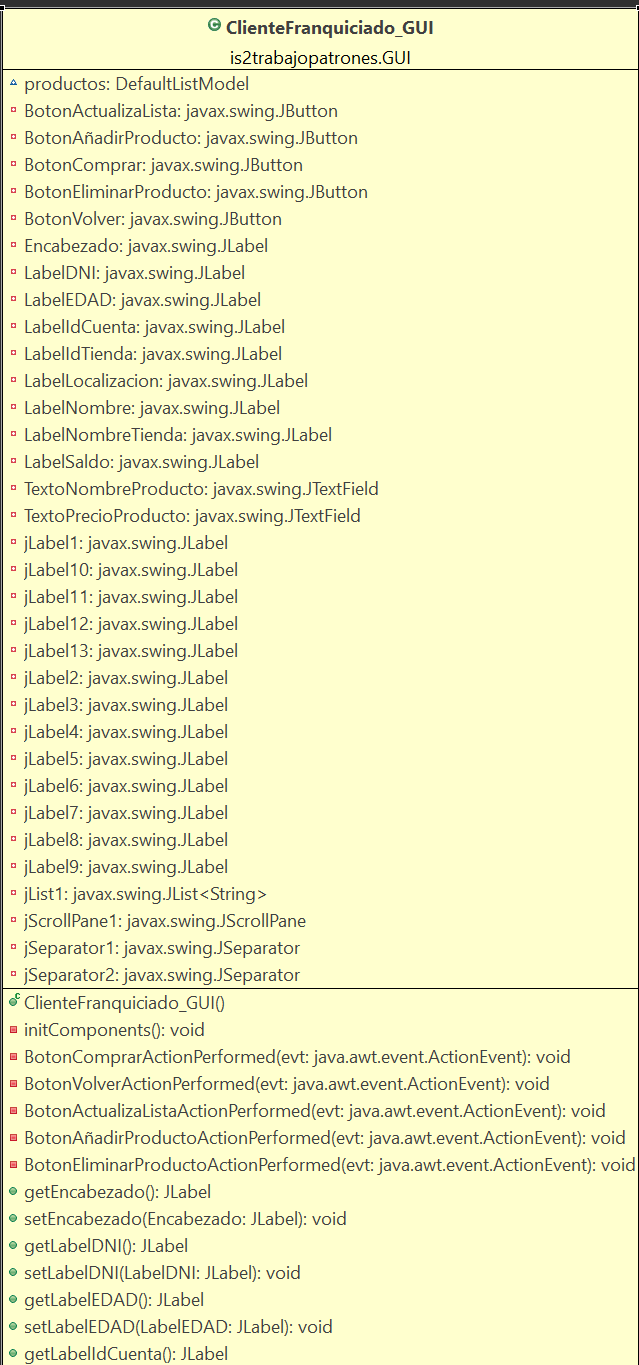 ClienteFranquiciado_GUI
is2trabajopatrones.GUI
productos: DefaultListModel
BotonActualizaLista: javax.swing.JButton
BotonAñadirProducto: javax.swing.JButton
BotonComprar: javax.swing.JButton
BotonEliminarProducto: javax.swing.JButton
BotonVolver: javax.swing.JButton
Encabezado: javax.swing.JLabel
LabelDNI: javax.swing.JLabel
LabelEDAD: javax.swing.JLabel
LabelIdCuenta: javax.swing.JLabel
LabelIdTienda: javax.swing.JLabel
LabelLocalizacion: javax.swing.JLabel
LabelNombre: javax.swing.JLabel
LabelNombreTienda: javax.swing.JLabel
LabelSaldo: javax.swing.JLabel
TextoNombreProducto: javax.swing.JTextField
TextoPrecioProducto: javax.swing.JTextField
jLabel1: javax.swing.JLabel
jLabel10: javax.swing.JLabel
jLabel11: javax.swing.JLabel
jLabel12: javax.swing.JLabel
jLabel13: javax.swing.JLabel
jLabel2: javax.swing.JLabel
jLabel3: javax.swing.JLabel
jLabel4: javax.swing.JLabel
jLabel5: javax.swing.JLabel
jLabel6: javax.swing.JLabel
jLabel7: javax.swing.JLabel
jLabel8: javax.swing.JLabel
jLabel9: javax.swing.JLabel
jList1: javax.swing.JList<String>
jScrollPane1: javax.swing.JScrollPane
jSeparator1: javax.swing.JSeparator
jSeparator2: javax.swing.JSeparator
ClienteFranquiciado_GUI()
initComponents(): void
BotonComprarActionPerformed(evt: java.awt.event.ActionEvent): void
BotonVolverActionPerformed(evt: java.awt.event.ActionEvent): void
BotonActualizaListaActionPerformed(evt: java.awt.event.ActionEvent): void
BotonAñadirProductoActionPerformed(evt: java.awt.event.ActionEvent): void
BotonEliminarProductoActionPerformed(evt: java.awt.event.ActionEvent): void
getEncabezado(): JLabel
setEncabezado(Encabezado: JLabel): void
getLabelDNI(): JLabel
setLabelDNI(LabelDNI: JLabel): void
getLabelEDAD(): JLabel
setLabelEDAD(LabelEDAD: JLabel): void
getLabelIdCuenta(): JLabel